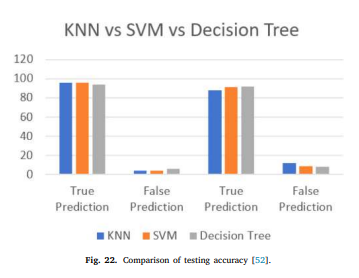 KNN vs SVM vs Decision Tree
120
100
80
60
40
20
0
True Prediction
False Prediction
True Prediction
False Prediction
KNN SVM Decision Tree
Fig. 22. Comparison of testing accuracy [52].